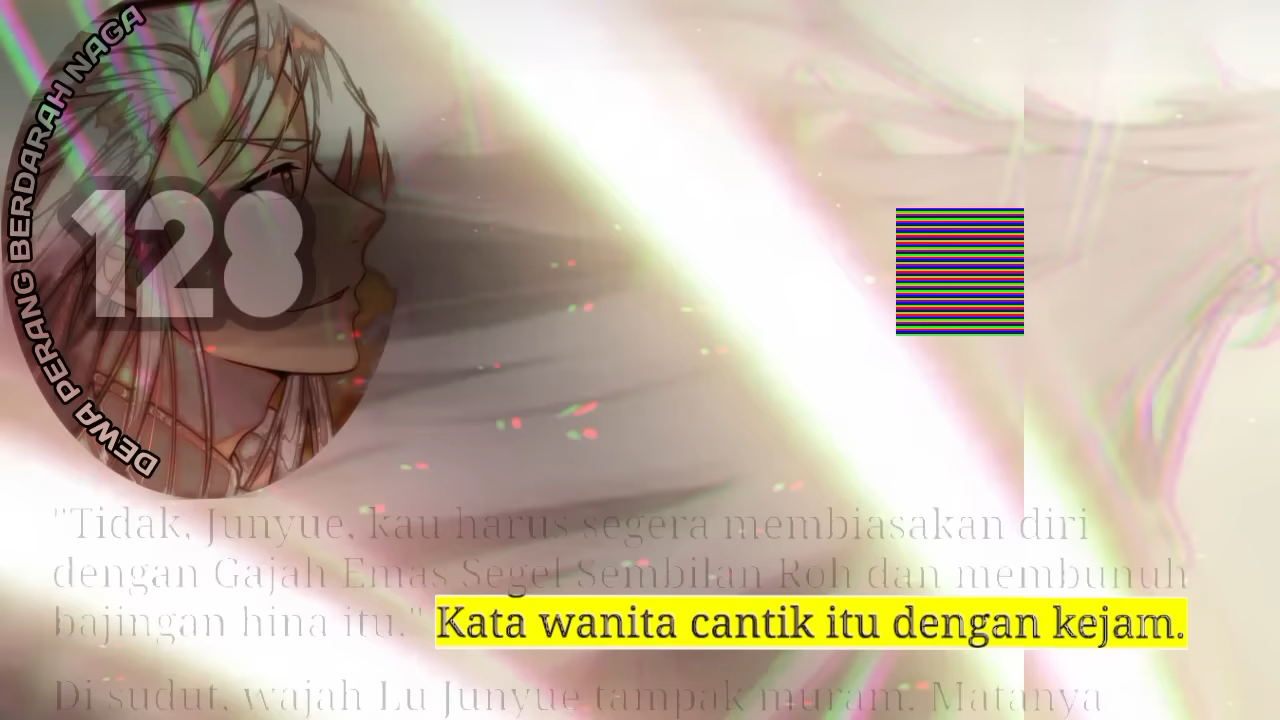 DEWA PERANG BERDARAH NAGA
128
"Tidak, Junyue, kau harus segera membiasakan diri
dengan Gajah Emas Segel Sembilan Roh dan membunuh
bajingan hina itu." Kata wanita cantik itu dengan kejam.
Di sudut, wajah Lu Junyue tampak muram. Matanya